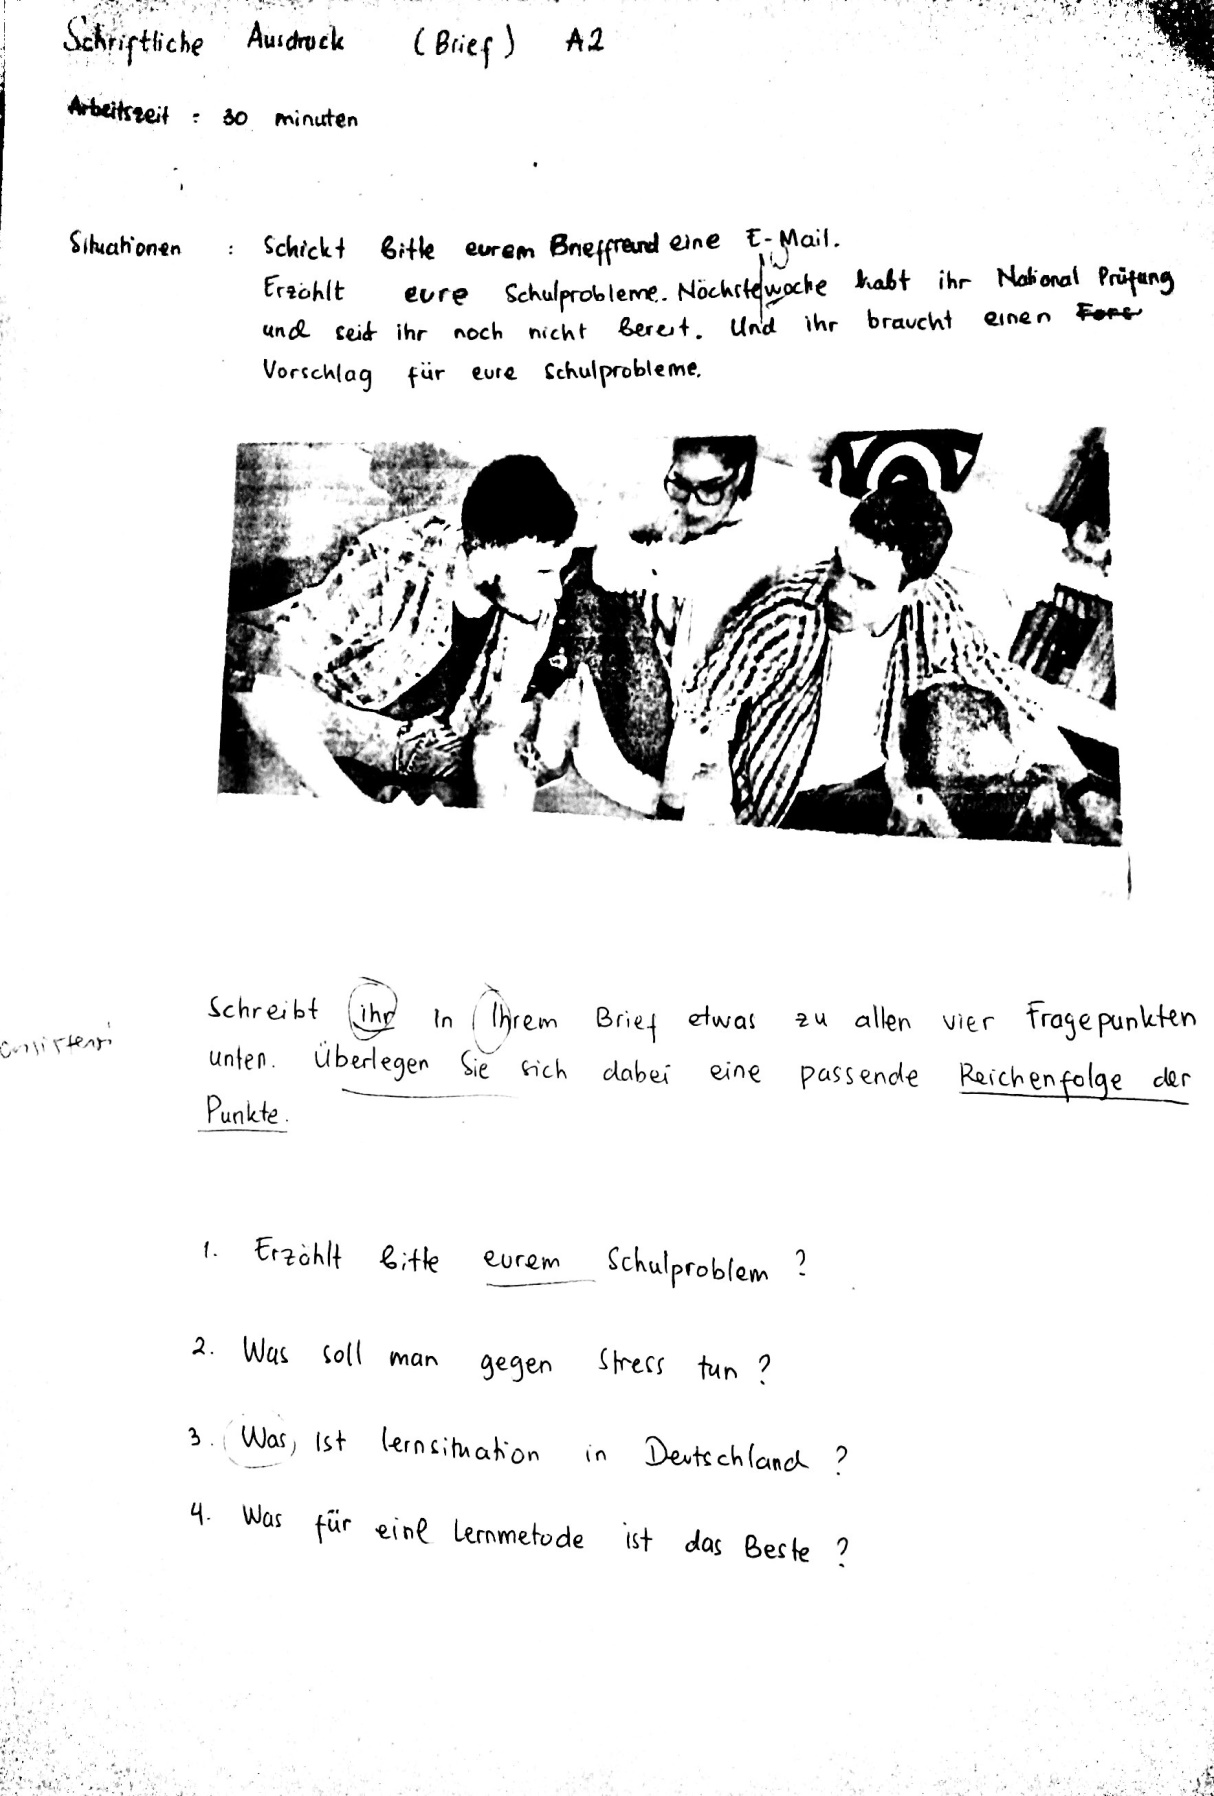 Schriftliche Ausdruck (Brief) A2
Arbeitszeit : 30 minuten
Situationen : Schickt bitte eurem Brieffreund eine E-Mail.
Erzählt eure Schulprobleme. Nächste woche habt ihr National Prüfung
und seid ihr noch nicht bereit. Und ihr braucht einen
Vorschlag für eure Schulprobleme.
Schreibt ihr in Ihrem Brief etwas zu allen vier Fragepunkten
unten. Überlegen Sie sich dabei eine passende Reichenfolge der
Punkte.
1. Erzählt bitte eurem Schulproblem ?
2. Was soll man gegen Stress tun ?
3. Was ist lernsituation in Deutschland ?
4. Was für eine Lernmetode ist das Beste ?